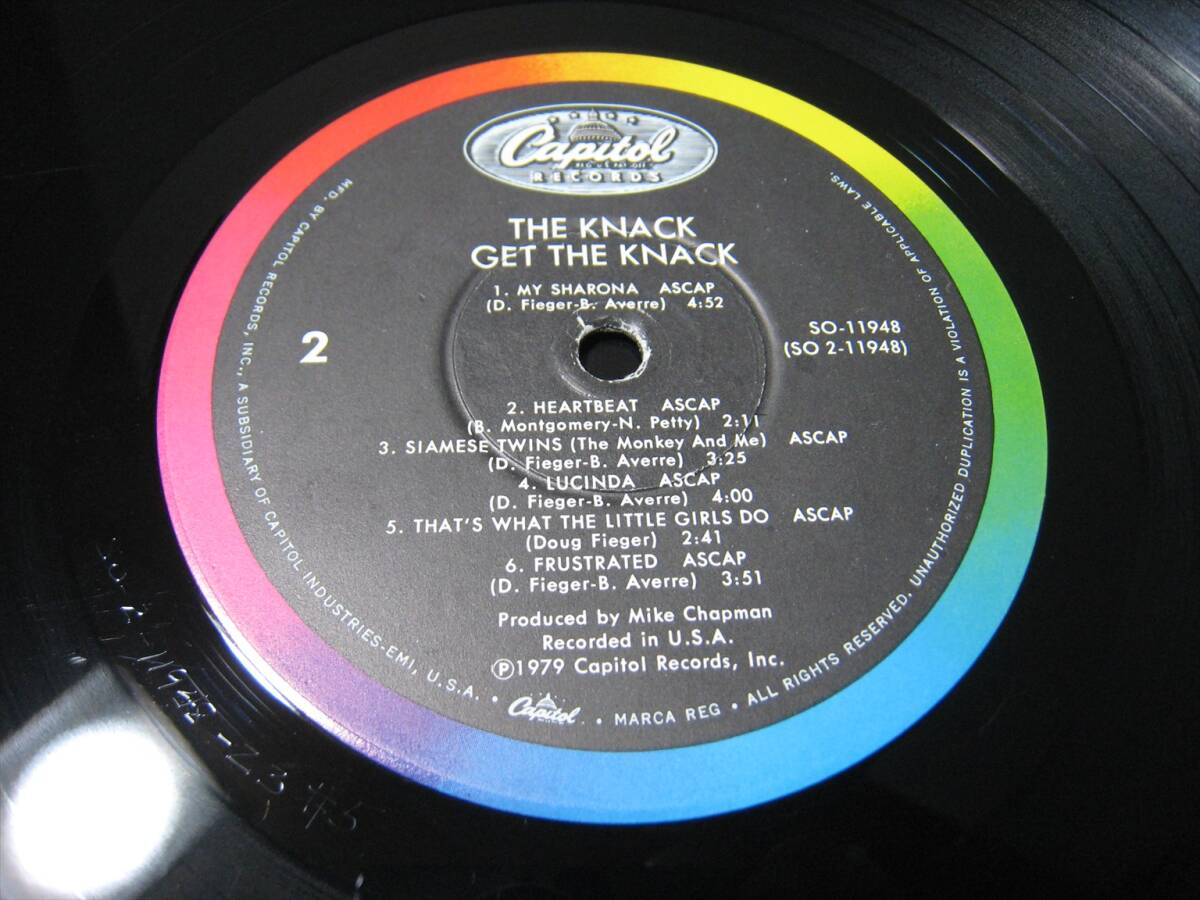 Capitol
RECORDS
THE KNACK
GET THE KNACK
1. MY SHARONA ASCAP
(D. Fieger-B. Averre) 4:52
2
SO-11948
(SO 2-11948)
2. HEARTBEAT ASCAP
(B. Montgomery-N. Petty) 2:11
3. SIAMESE TWINS (The Monkey And Me) ASCAP
(D. Fieger-B. Averre) 3:25
4. LUCINDA ASCAP
(D. Fieger-B. Averre) 4:00
5. THAT'S WHAT THE LITTLE GIRLS DO ASCAP
(Doug Fieger) 2:41
6. FRUSTRATED ASCAP
(D. Fieger-B. Averre) 3:51
Produced by Mike Chapman
Recorded in U.S.A.
Ⓟ1979 Capitol Records, Inc.
MFD. BY CAPITOL RECORDS, INC., A SUBSIDIARY OF CAPITOL INDUSTRIES-EMI, U.S.A. • Capitol • MARCA REG • ALL RIGHTS RESERVED. UNAUTHORIZED DUPLICATION IS A VIOLATION OF APPLICABLE LAWS.